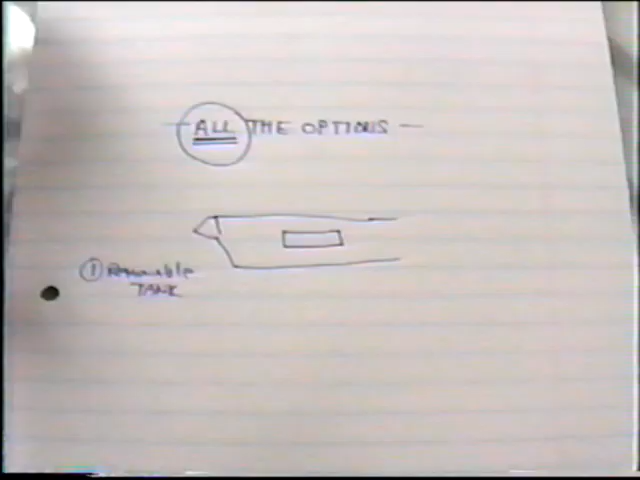 — ALL THE OPTIONS —
① Removable
TANK